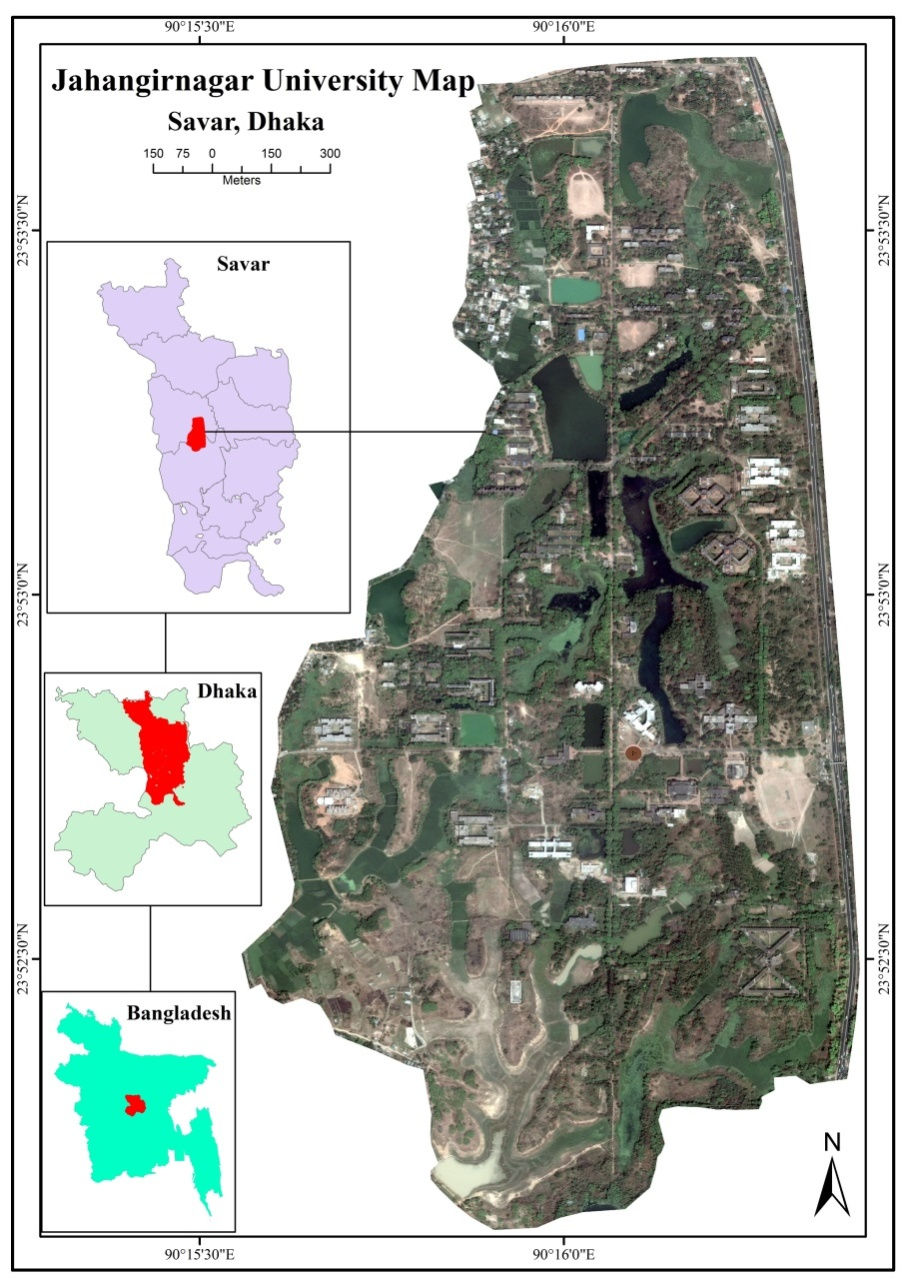 90°15'30"E 90°16'0"E
Jahangirnagar University Map
Savar, Dhaka
150 75 0 150 300
Meters
23°53'30"N 23°53'30"N
Savar
23°53'0"N 23°53'0"N
Dhaka
23°52'30"N 23°52'30"N
Bangladesh
N
90°15'30"E 90°16'0"E